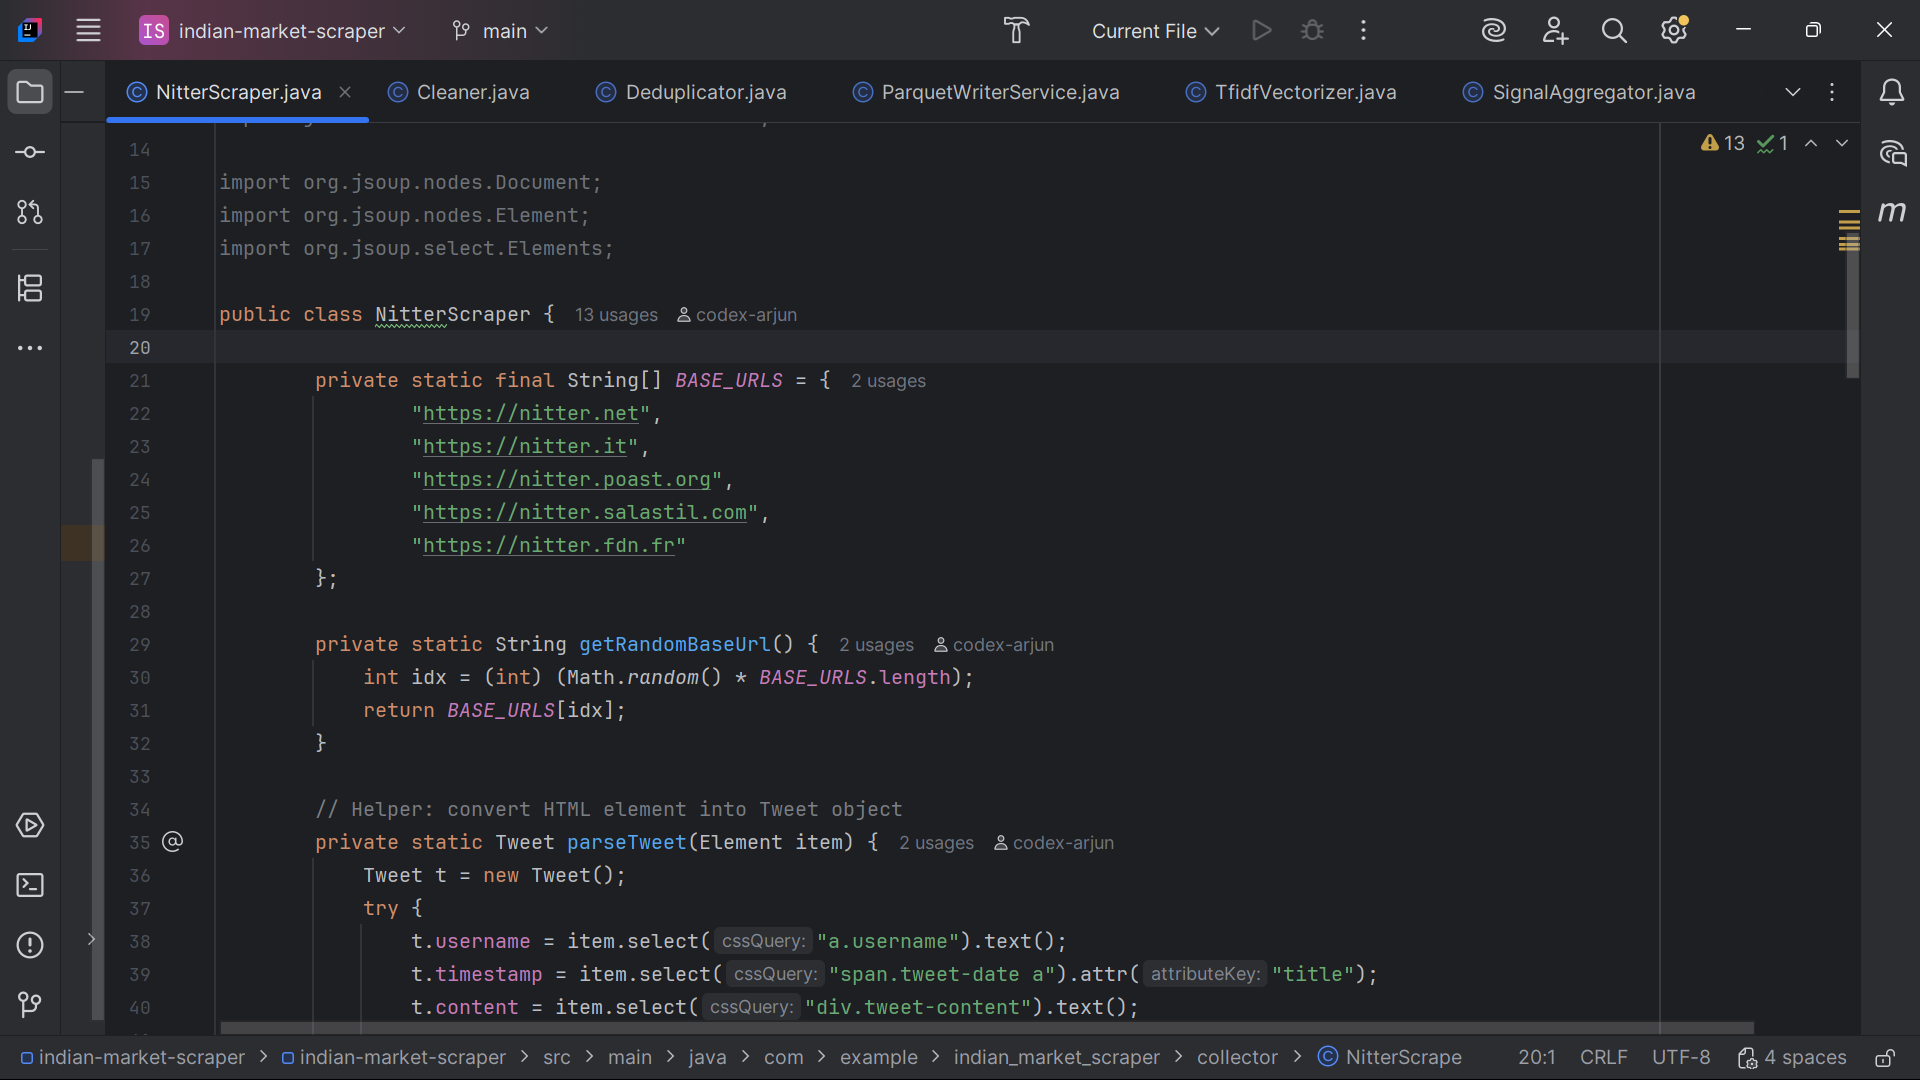 IS indian-market-scraper main Current File
NitterScraper.java Cleaner.java Deduplicator.java ParquetWriterService.java TfidfVectorizer.java SignalAggregator.java
13 1
14
15 import org.jsoup.nodes.Document;
16 import org.jsoup.nodes.Element;
17 import org.jsoup.select.Elements;
18
19 public class NitterScraper { 13 usages codex-arjun
20
21 private static final String[] BASE_URLS = { 2 usages
22 "https://nitter.net",
23 "https://nitter.it",
24 "https://nitter.poast.org",
25 "https://nitter.salastil.com",
26 "https://nitter.fdn.fr"
27 };
28
29 private static String getRandomBaseUrl() { 2 usages codex-arjun
30 int idx = (int) (Math.random() * BASE_URLS.length);
31 return BASE_URLS[idx];
32 }
33
34 // Helper: convert HTML element into Tweet object
35 private static Tweet parseTweet(Element item) { 2 usages codex-arjun
36 Tweet t = new Tweet();
37 try {
38 t.username = item.select( cssQuery: "a.username").text();
39 t.timestamp = item.select( cssQuery: "span.tweet-date a").attr( attributeKey: "title");
40 t.content = item.select( cssQuery: "div.tweet-content").text();
indian-market-scraper > indian-market-scraper > src > main > java > com > example > indian_market_scraper > collector > NitterScrape 20:1 CRLF UTF-8 4 spaces